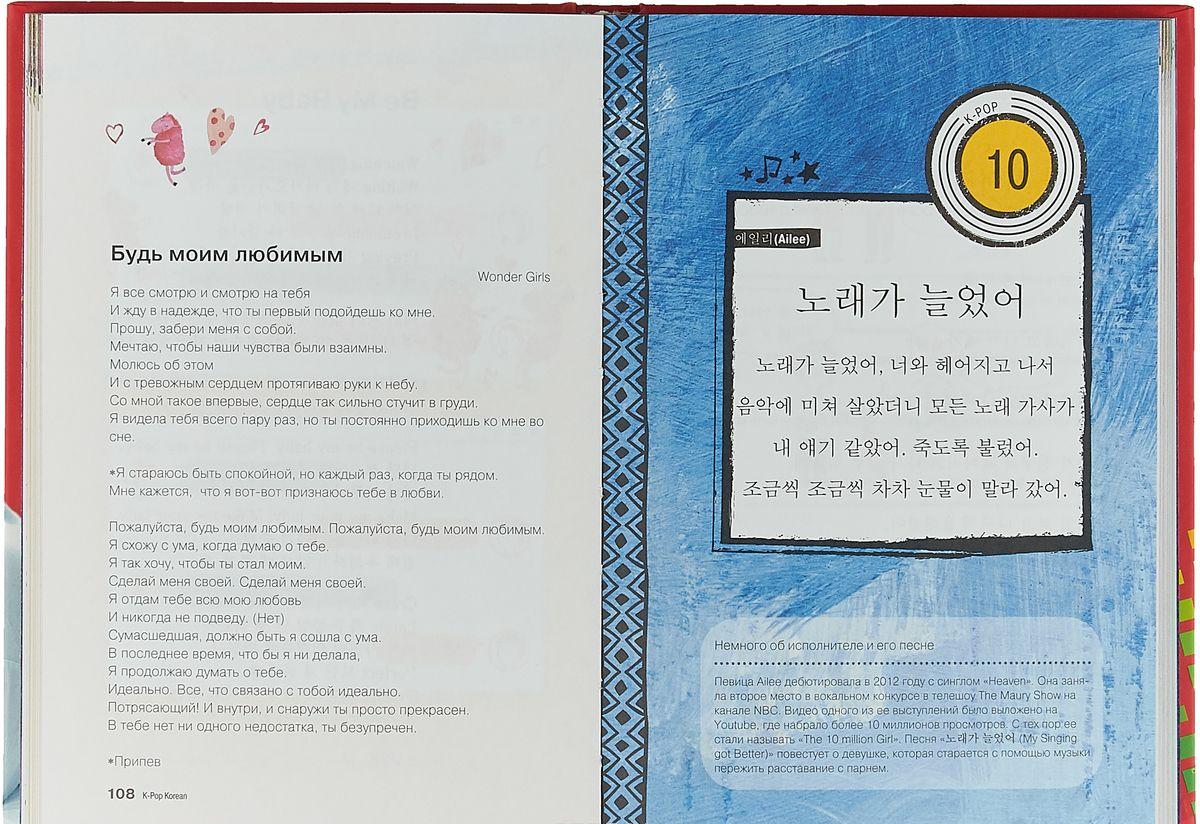 Будь моим любимым
Wonder Girls
Я все смотрю и смотрю на тебя
И жду в надежде, что ты первый подойдешь ко мне.
Прошу, забери меня с собой.
Мечтаю, чтобы наши чувства были взаимны.
Молюсь об этом
И с тревожным сердцем протягиваю руки к небу.
Со мной такое впервые, сердце так сильно стучит в груди.
Я видела тебя всего пару раз, но ты постоянно приходишь ко мне во
сне.
*Я стараюсь быть спокойной, но каждый раз, когда ты рядом.
Мне кажется, что я вот-вот признаюсь тебе в любви.
Пожалуйста, будь моим любимым. Пожалуйста, будь моим любимым.
Я схожу с ума, когда думаю о тебе.
Я так хочу, чтобы ты стал моим.
Сделай меня своей. Сделай меня своей.
Я отдам тебе всю мою любовь
И никогда не подведу. (Нет)
Сумасшедшая, должно быть я сошла с ума.
В последнее время, что бы я ни делала,
Я продолжаю думать о тебе.
Идеально. Все, что связано с тобой идеально.
Потрясающий! И внутри, и снаружи ты просто прекрасен.
В тебе нет ни одного недостатка, ты безупречен.
*Припев
108 K-Pop Korean
K-POP
10
에일리(Ailee)
노래가 늘었어
노래가 늘었어, 너와 헤어지고 나서
음악에 미쳐 살았더니 모든 노래 가사가
내 얘기 같았어. 죽도록 불렀어.
조금씩 조금씩 차차 눈물이 말라 갔어.
Немного об исполнителе и его песне
Певица Ailee дебютировала в 2012 году с синглом «Heaven». Она заня-
ла второе место в вокальном конкурсе в телешоу The Maury Show на
канале NBC. Видео одного из ее выступлений было выложено на
Youtube, где набрало более 10 миллионов просмотров. С тех пор ее
стали называть «The 10 million Girl». Песня «노래가 늘었어 (My Singing
got Better)» повестует о девушке, которая старается с помощью музыки
пережить расставание с парнем.